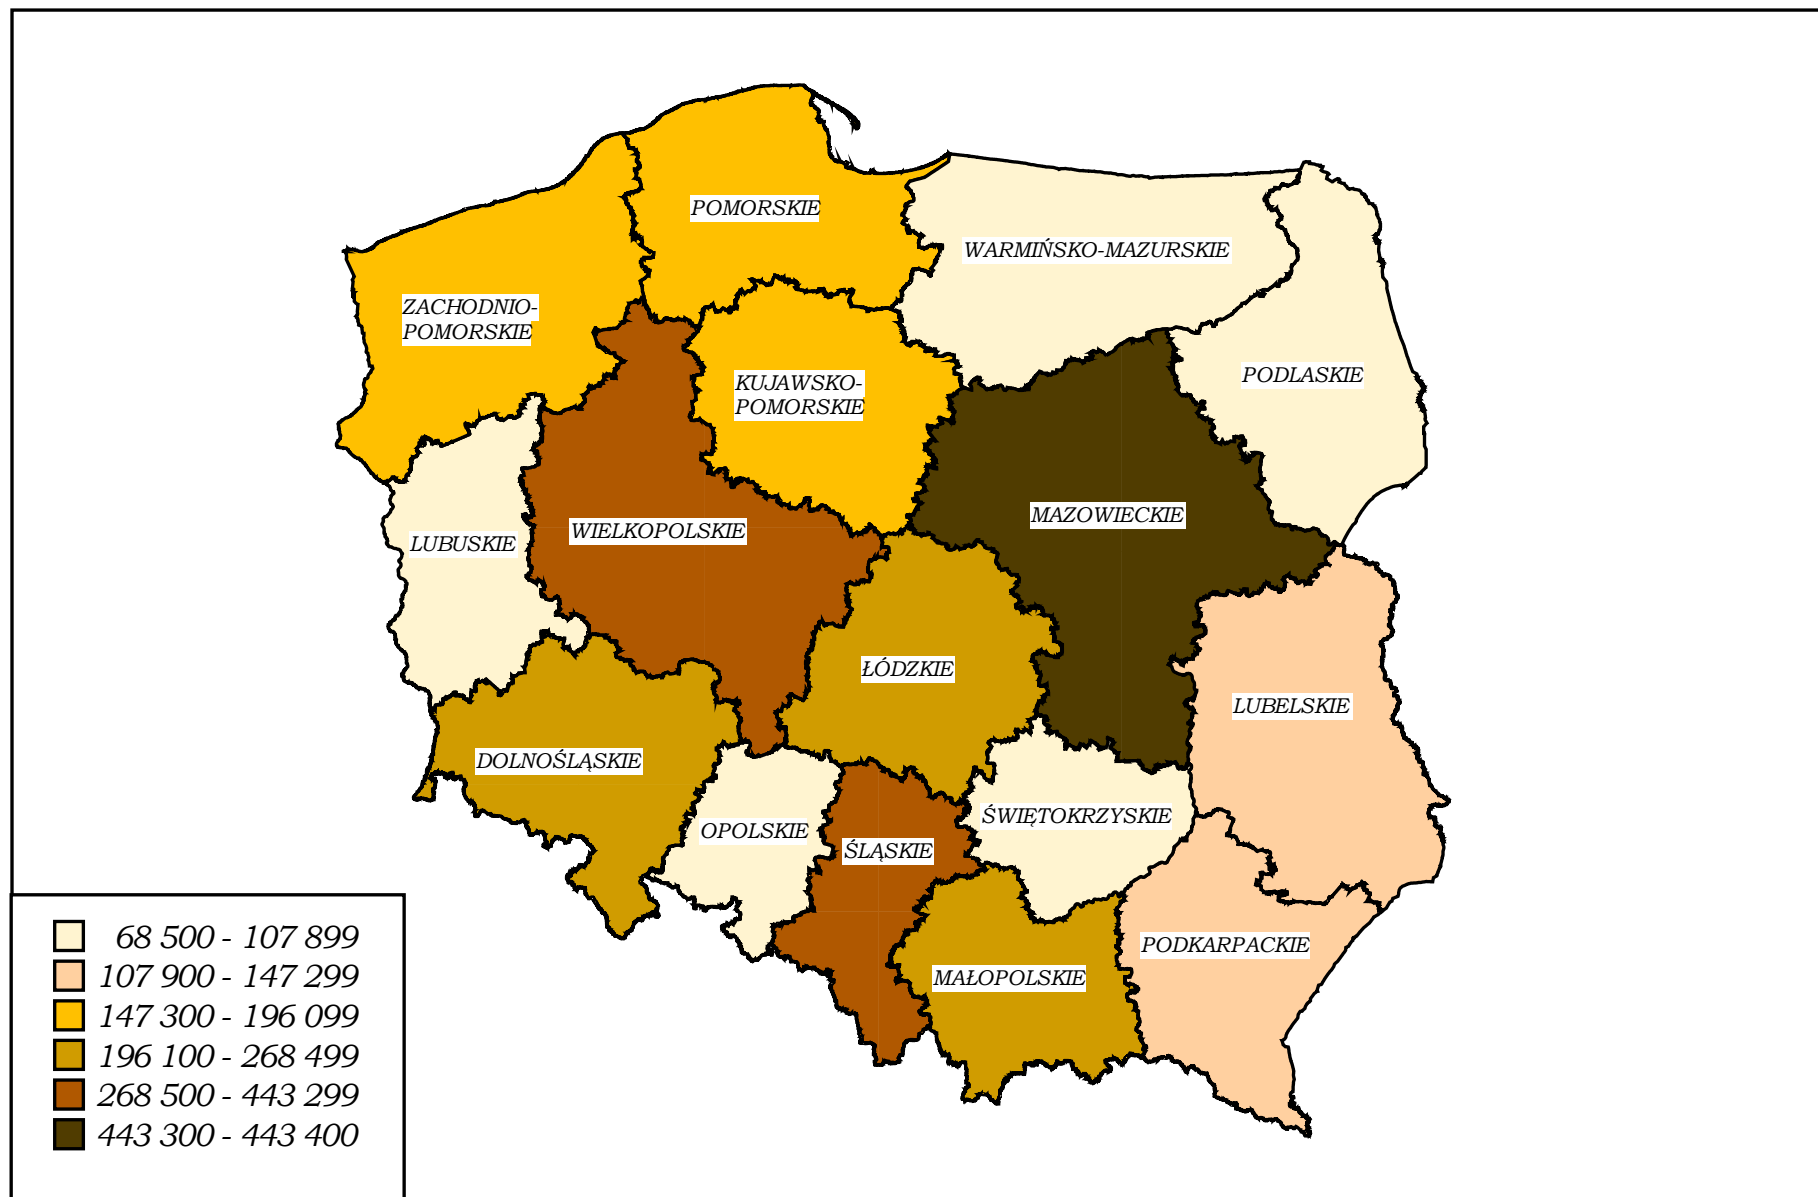 POMORSKIE
WARMIŃSKO-MAZURSKIE
ZACHODNIO-
POMORSKIE
PODLASKIE
KUJAWSKO-
POMORSKIE
MAZOWIECKIE
WIELKOPOLSKIE
LUBUSKIE
ŁÓDZKIE
LUBELSKIE
DOLNOŚLĄSKIE
ŚWIĘTOKRZYSKIE
OPOLSKIE
ŚLĄSKIE
PODKARPACKIE
MAŁOPOLSKIE
68 500 - 107 899
107 900 - 147 299
147 300 - 196 099
196 100 - 268 499
268 500 - 443 299
443 300 - 443 400